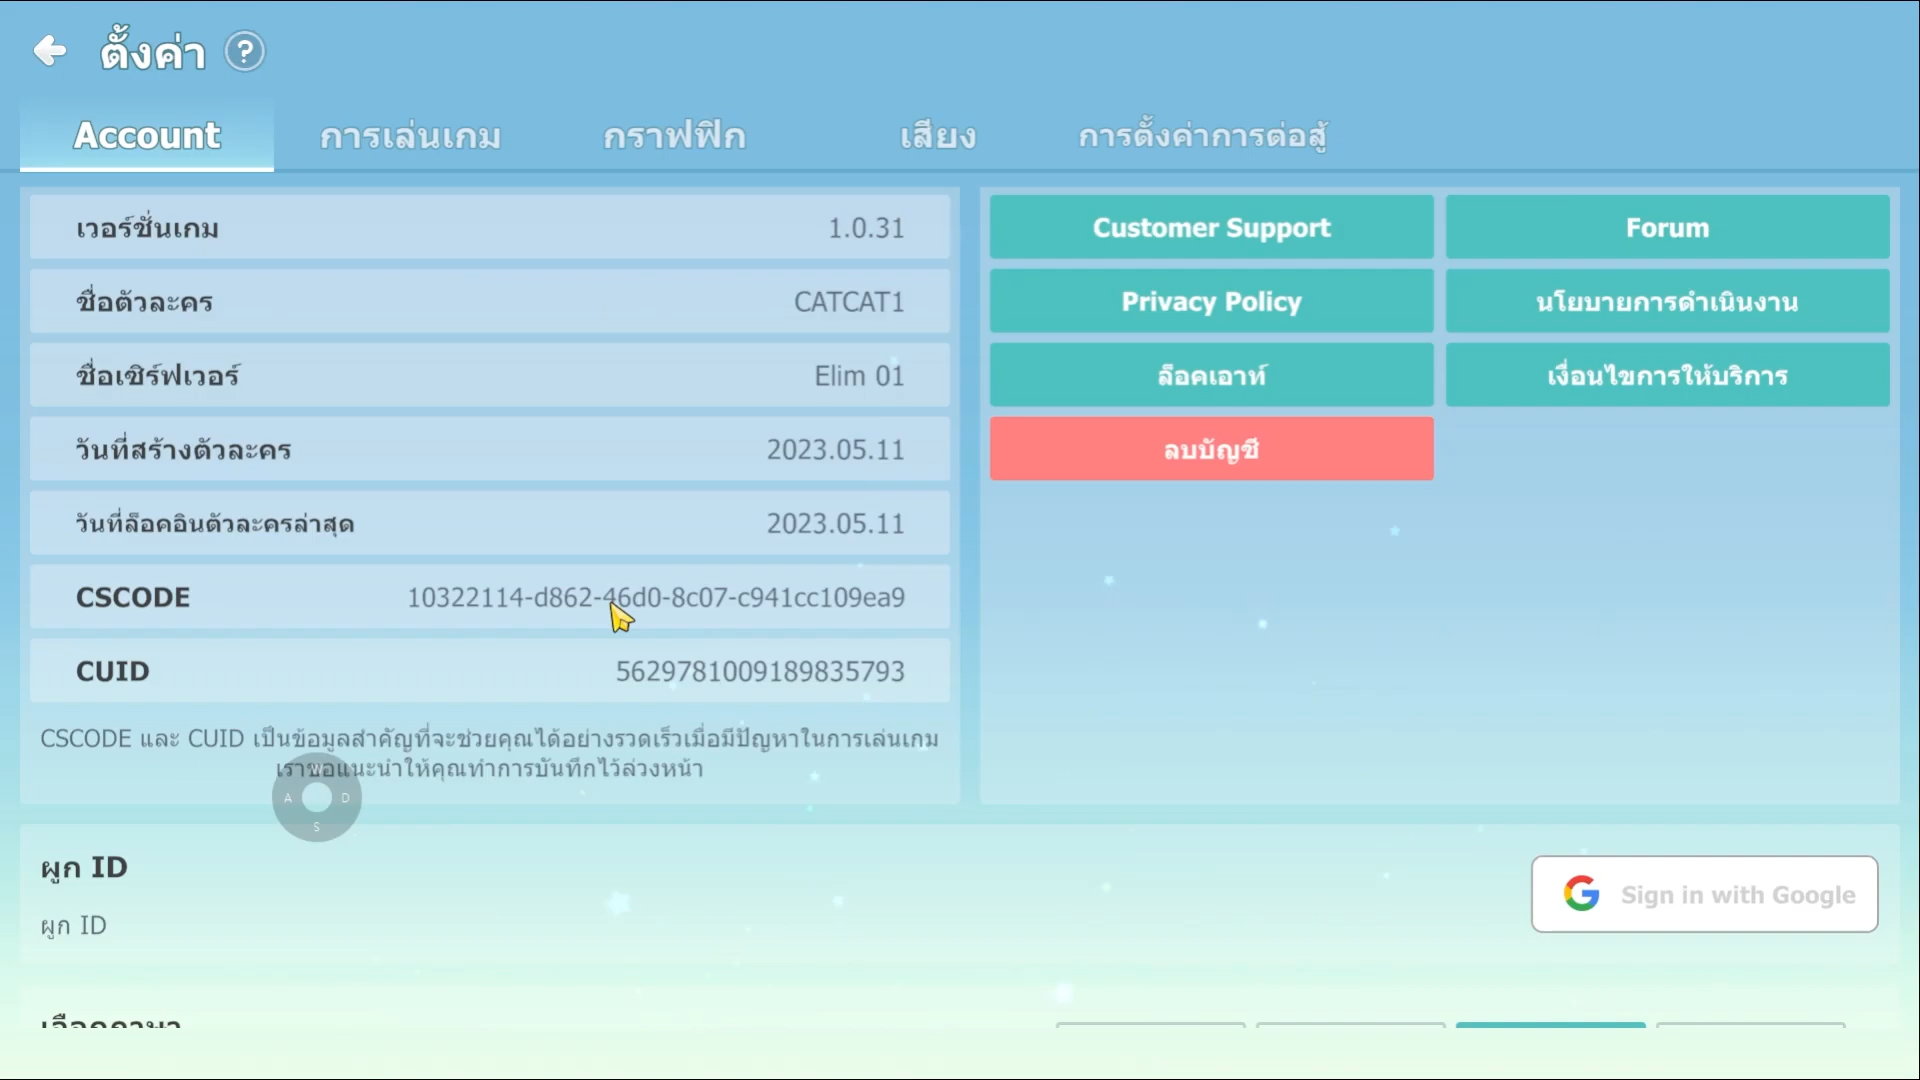 ตั้งค่า ?
Account การเล่นเกม กราฟฟิก เสียง การตั้งค่าการต่อสู้
เวอร์ชั่นเกม 1.0.31
ชื่อตัวละคร CATCAT1
ชื่อเซิร์ฟเวอร์ Elim 01
วันที่สร้างตัวละคร 2023.05.11
วันที่ล็อคอินตัวละครล่าสุด 2023.05.11
CSCODE 10322114-d862-46d0-8c07-c941cc109ea9
CUID 5629781009189835793
CSCODE และ CUID เป็นข้อมูลสำคัญที่จะช่วยคุณได้อย่างรวดเร็วเมื่อมีปัญหาในการเล่นเกม
เราขอแนะนำให้คุณทำการบันทึกไว้ล่วงหน้า
W
A D
S
Customer Support Forum
Privacy Policy นโยบายการดำเนินงาน
ล็อคเอาท์ เงื่อนไขการให้บริการ
ลบบัญชี
ผูก ID
ผูก ID
Sign in with Google
เลือกภาษา